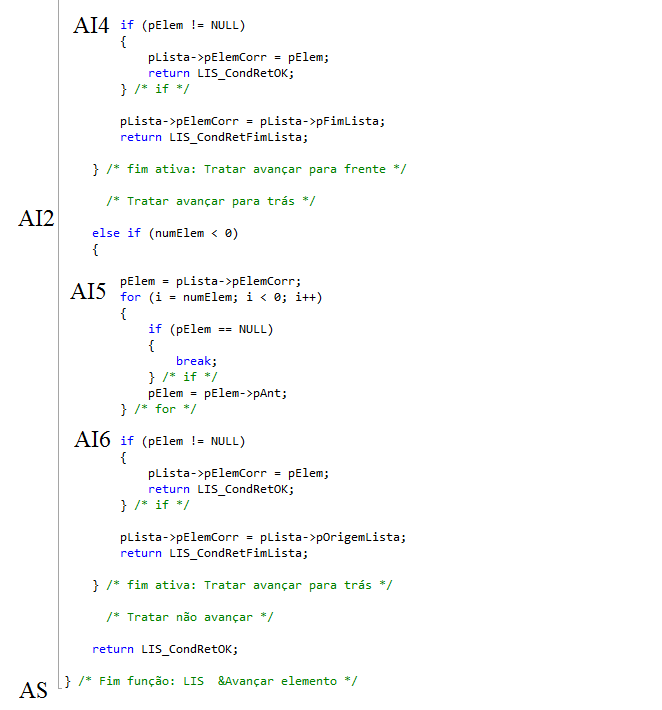 AI4 if (pElem != NULL)
{
pLista->pElemCorr = pElem;
return LIS_CondRetOK;
} /* if */
pLista->pElemCorr = pLista->pFimLista;
return LIS_CondRetFimLista;
} /* fim ativa: Tratar avançar para frente */
/* Tratar avançar para trás */
AI2
else if (numElem < 0)
{
pElem = pLista->pElemCorr;
AI5 for (i = numElem; i < 0; i++)
{
if (pElem == NULL)
{
break;
} /* if */
pElem = pElem->pAnt;
} /* for */
AI6 if (pElem != NULL)
{
pLista->pElemCorr = pElem;
return LIS_CondRetOK;
} /* if */
pLista->pElemCorr = pLista->pOrigemLista;
return LIS_CondRetFimLista;
} /* fim ativa: Tratar avançar para trás */
/* Tratar não avançar */
return LIS_CondRetOK;
AS } /* Fim função: LIS  &Avançar elemento */